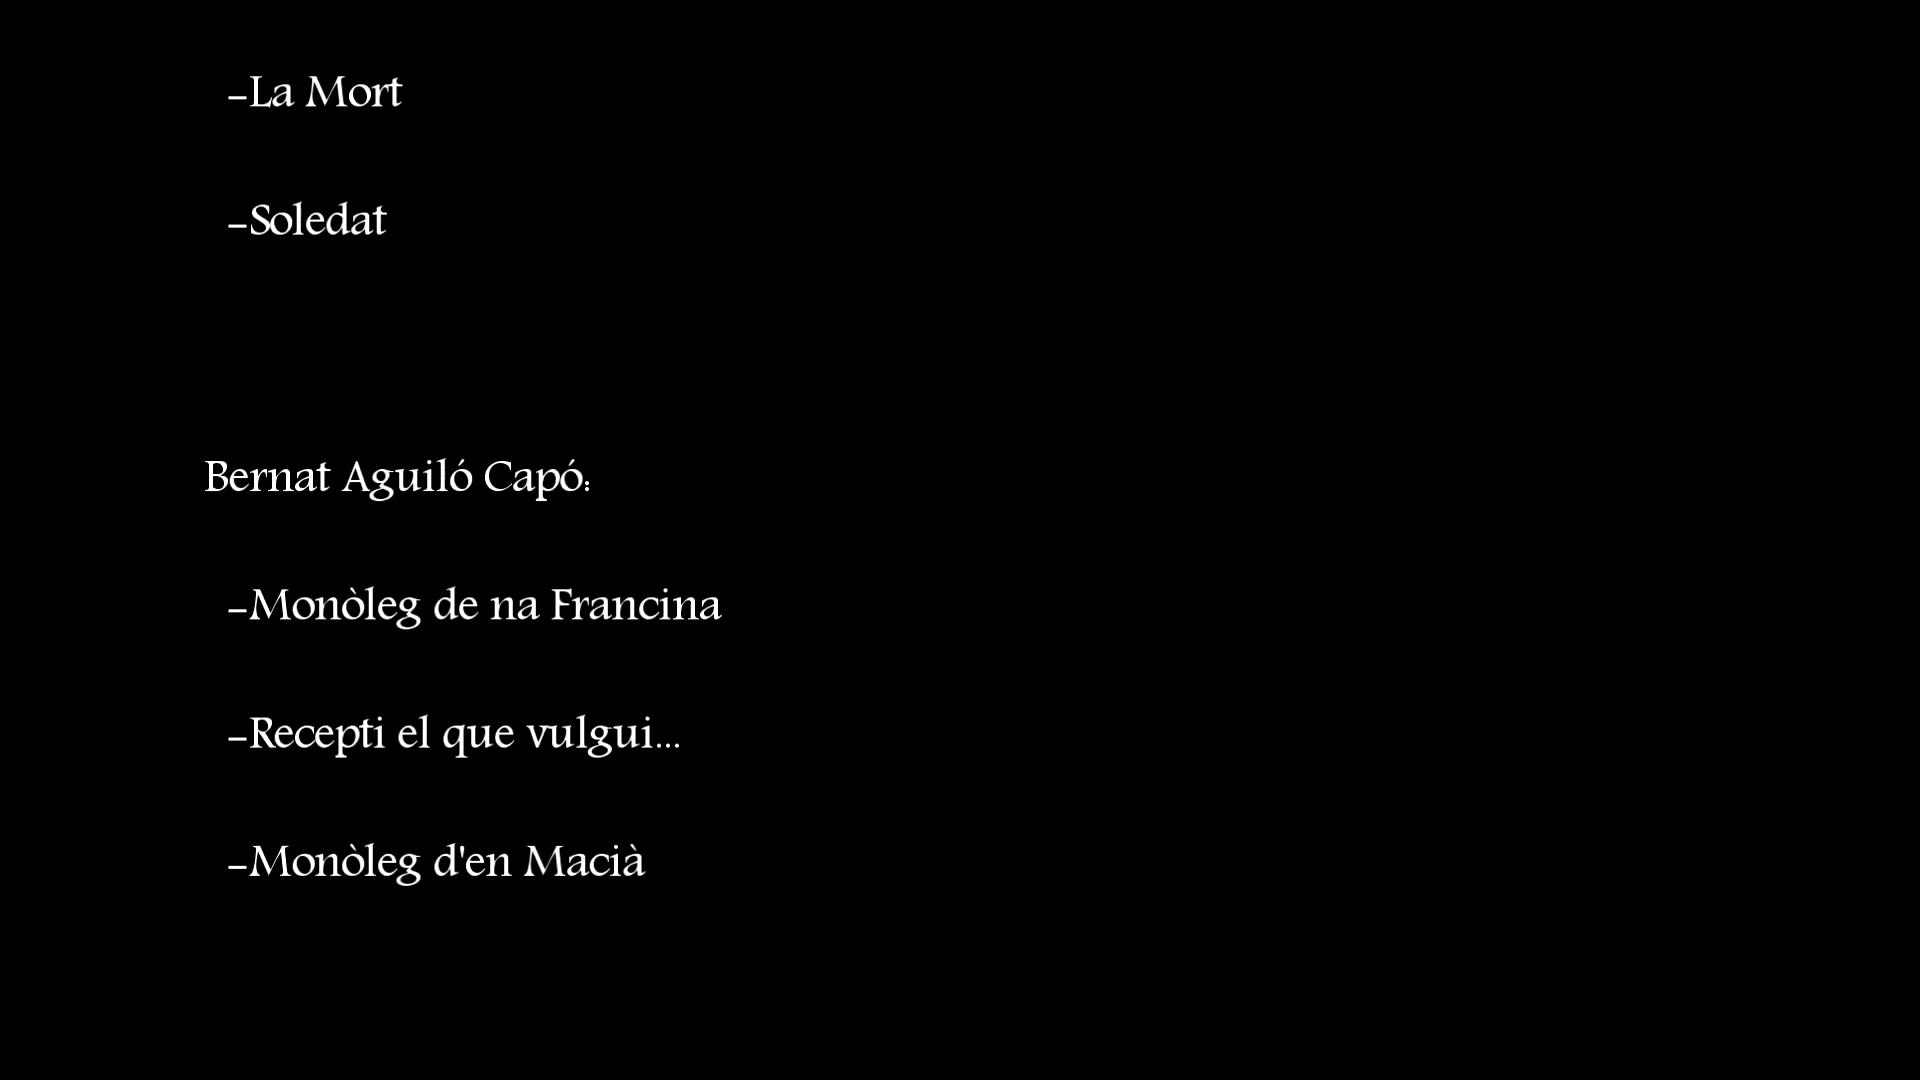 -La Mort
-Soledat
Bernat Aguiló Capó:
-Monòleg de na Francina
-Recepti el que vulgui...
-Monòleg d'en Macià